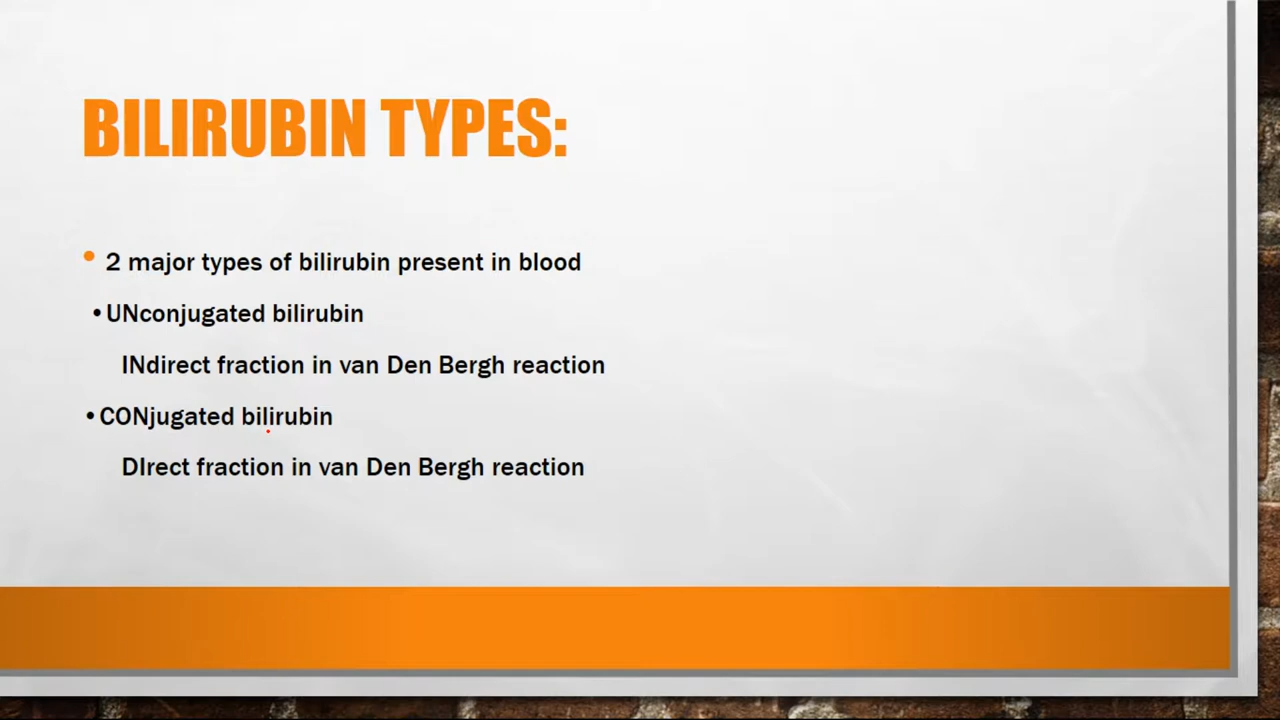 BILIRUBIN TYPES:
• 2 major types of bilirubin present in blood
• UNconjugated bilirubin
INdirect fraction in van Den Bergh reaction
• CONjugated bilirubin
DIrect fraction in van Den Bergh reaction